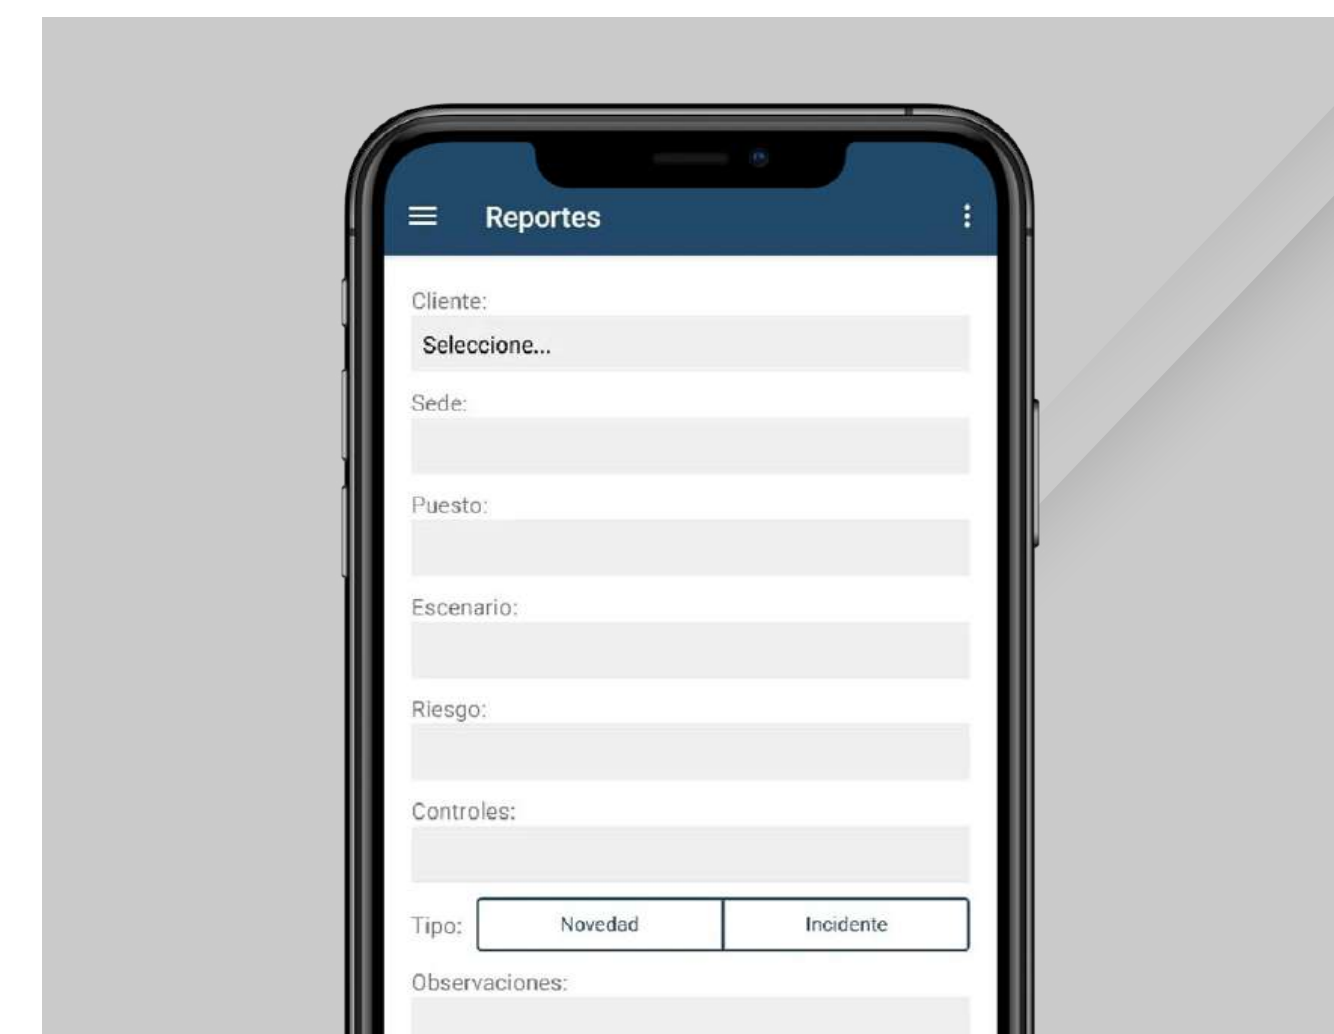 Reportes
Cliente:
Seleccione...
Sede:
Puesto:
Escenario:
Riesgo:
Controles:
Tipo: Novedad Incidente
Observaciones: